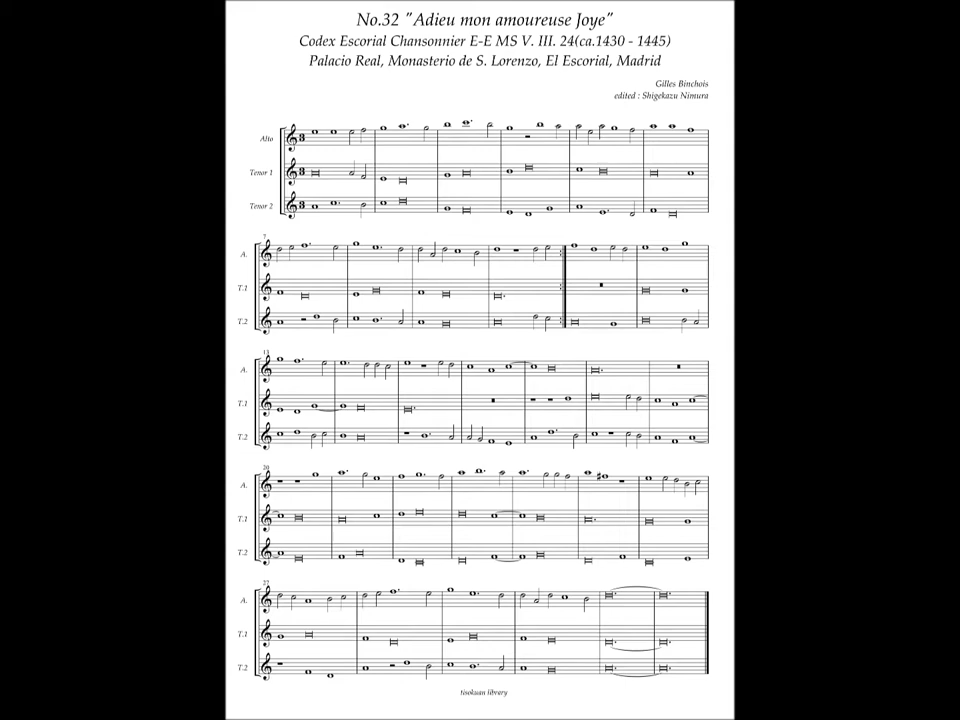 No.32 "Adieu mon amoureuse Joye"
Codex Escorial Chansonnier E-E MS V. III. 24(ca.1430 - 1445)
Palacio Real, Monasterio de S. Lorenzo, El Escorial, Madrid
Gilles Binchois
edited : Shigekazu Nimura
Alto
Tenor 1
Tenor 2
7
A.
T.1
T.2
13
A.
T.1
T.2
20
A.
T.1
T.2
27
A.
T.1
T.2
tisokuan library